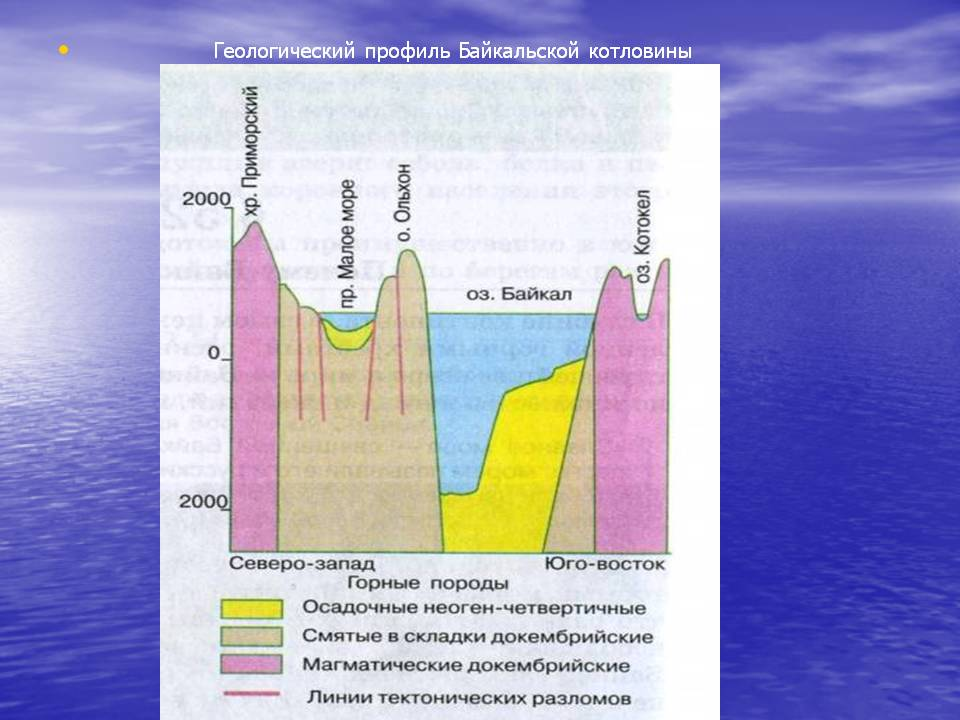 Геологический профиль Байкальской котловины
хр. Приморский
пр. Малое море
о. Ольхон
оз. Котокел
2000
оз. Байкал
0
2000
Северо-запад
Юго-восток
Горные породы
Осадочные неоген-четвертичные
Смятые в складки докембрийские
Магматические докембрийские
Линии тектонических разломов